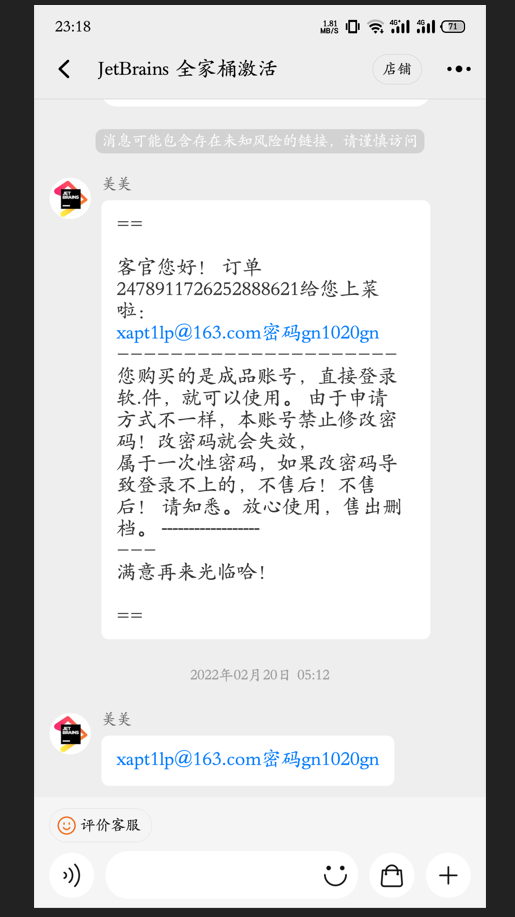 23:18
1.81 MB/S 4G+ 4G 71
JetBrains 全家桶激活
店铺
消息可能包含存在未知风险的链接，请谨慎访问
美美
JET BRAINS
==
客官您好！ 订单
2478911726252888621给您上菜
啦：
xapt1lp@163.com密码gn1020gn
---------------------
您购买的是成品账号，直接登录
软.件，就可以使用。 由于申请
方式不一样，本账号禁止修改密
码！改密码就会失效，
属于一次性密码，如果改密码导
致登录不上的，不售后！不售
后！ 请知悉。放心使用，售出删
档。 ------------------
---
满意再来光临哈！
==
2022年02月20日 05:12
美美
JET BRAINS
xapt1lp@163.com密码gn1020gn
评价客服